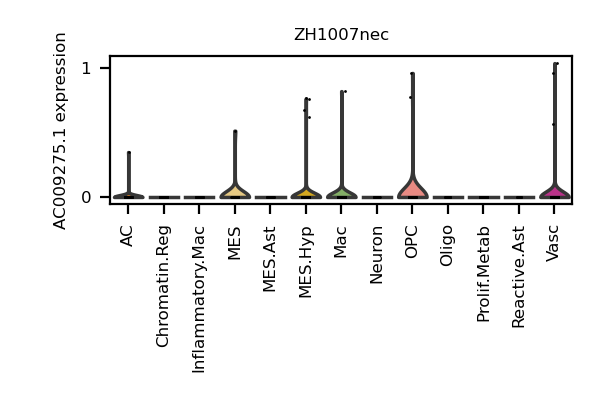 ZH1007nec
AC009275.1 expression
1
0
AC
Chromatin.Reg
Inflammatory.Mac
MES
MES.Ast
MES.Hyp
Mac
Neuron
OPC
Oligo
Prolif.Metab
Reactive.Ast
Vasc